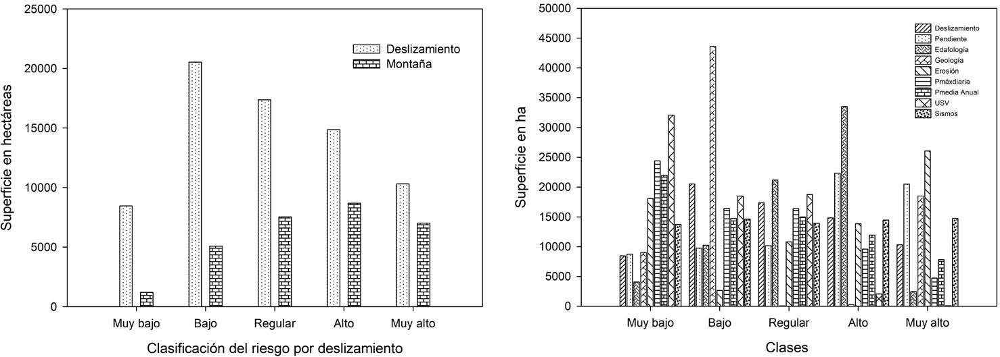 25000
20000
15000
10000
5000
0
Superficie en hectáreas
Deslizamiento
Montaña
Muy bajo
Bajo
Regular
Alto
Muy alto
Clasificación del riesgo por deslizamiento
50000
45000
40000
35000
30000
25000
20000
15000
10000
5000
0
Superficie en ha
Deslizamiento
Pendiente
Edafología
Geología
Erosión
Pmáxdiaria
Pmedia Anual
USV
Sismos
Muy bajo
Bajo
Regular
Alto
Muy alto
Clases